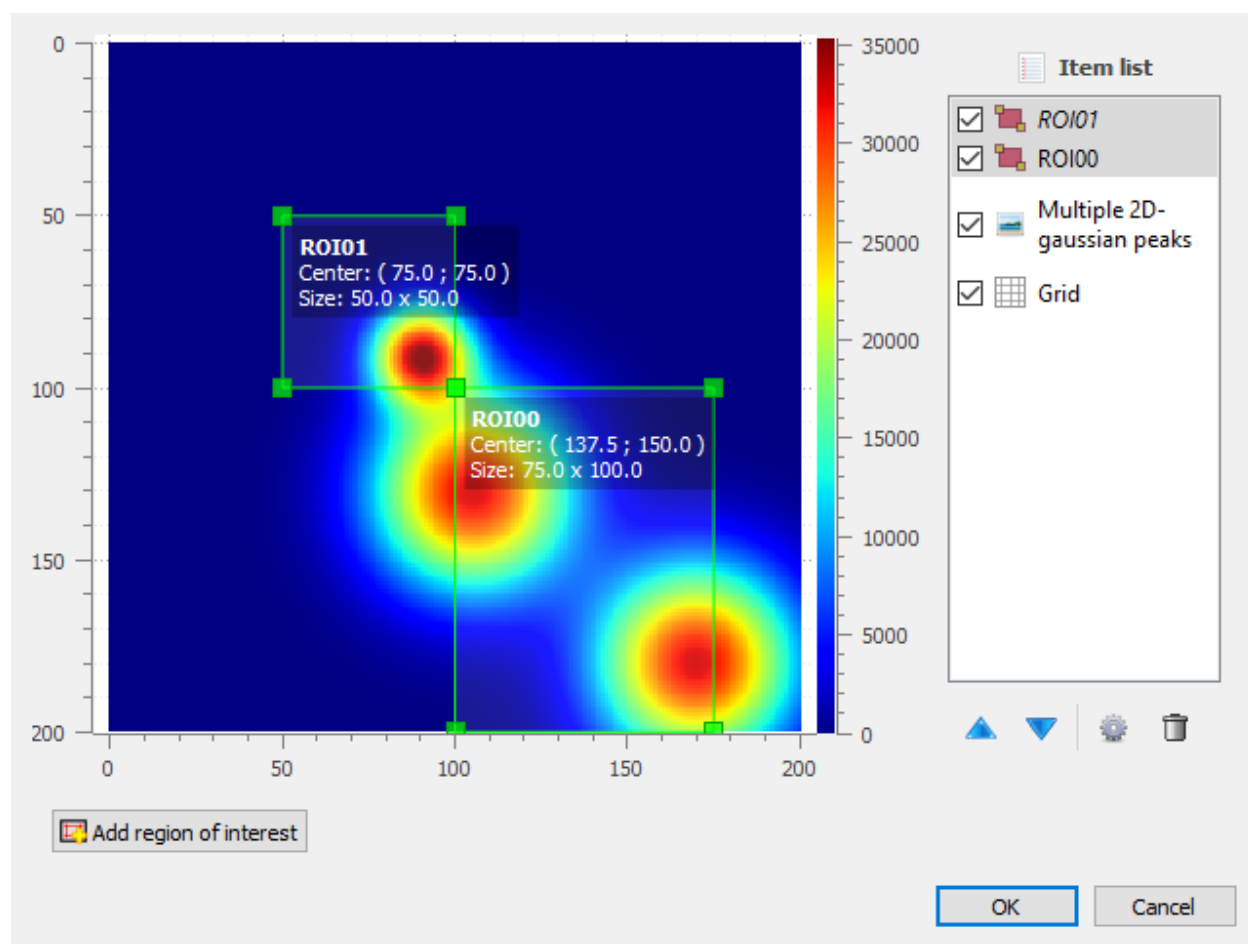 0
50
100
150
200
0
50
100
150
200
35000
30000
25000
20000
15000
10000
5000
0
ROI01
Center: ( 75.0 ; 75.0 )
Size: 50.0 x 50.0
ROI00
Center: ( 137.5 ; 150.0 )
Size: 75.0 x 100.0
Item list
ROI01
ROI00
Multiple 2D-
gaussian peaks
Grid
Add region of interest
OK
Cancel